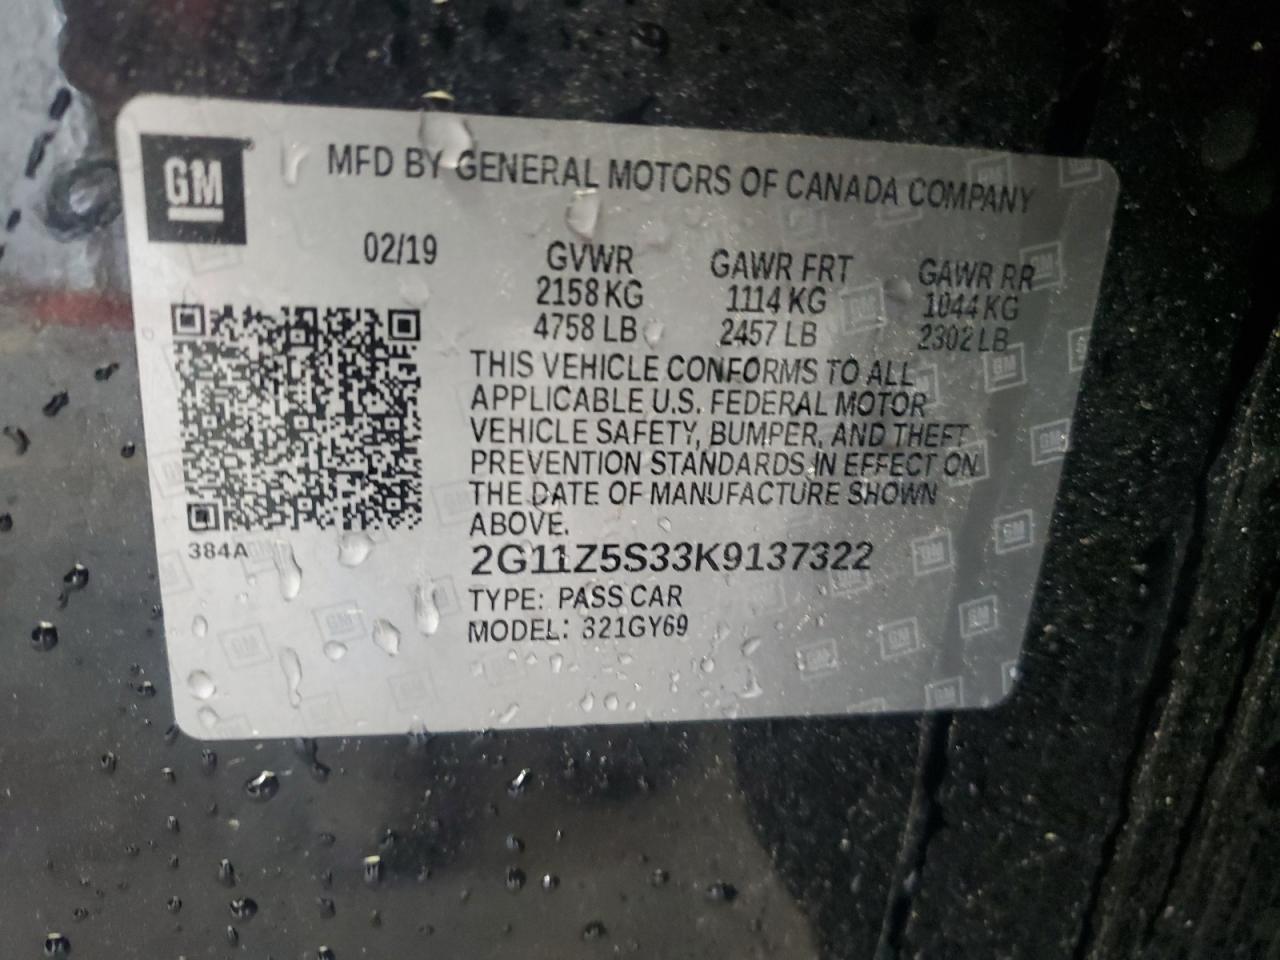 GM
MFD BY GENERAL MOTORS OF CANADA COMPANY
02/19 GVWR GAWR FRT GAWR RR
2158 KG 1114 KG 1044 KG
4758 LB 2457 LB 2302 LB
THIS VEHICLE CONFORMS TO ALL
APPLICABLE U.S. FEDERAL MOTOR
VEHICLE SAFETY, BUMPER, AND THEFT
PREVENTION STANDARDS IN EFFECT ON
THE DATE OF MANUFACTURE SHOWN
ABOVE.
384A
2G11Z5S33K9137322
TYPE: PASS CAR
MODEL: 321GY69